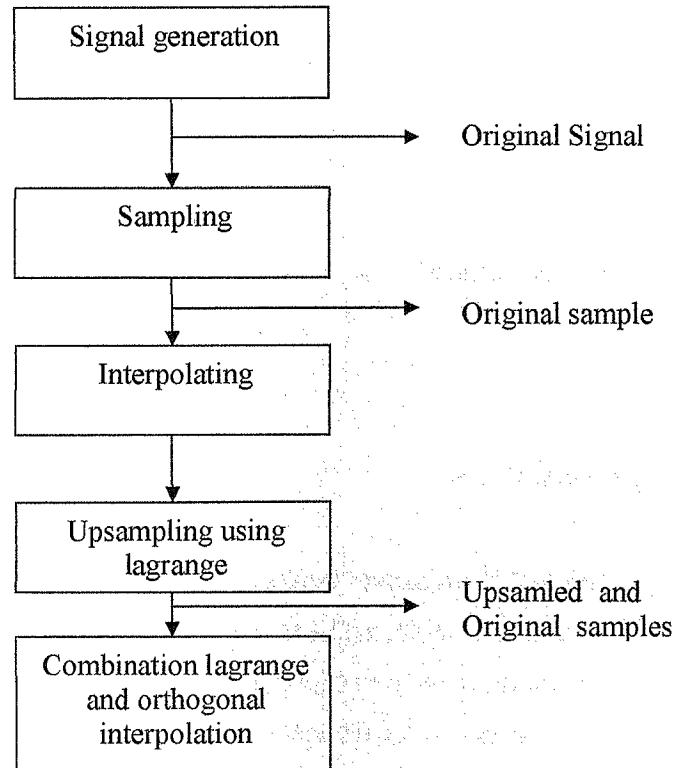 Signal generation
Original Signal
Sampling
Original sample
Interpolating
Upsampling using
lagrange
Upsamled and
Original samples
Combination lagrange
and orthogonal
interpolation